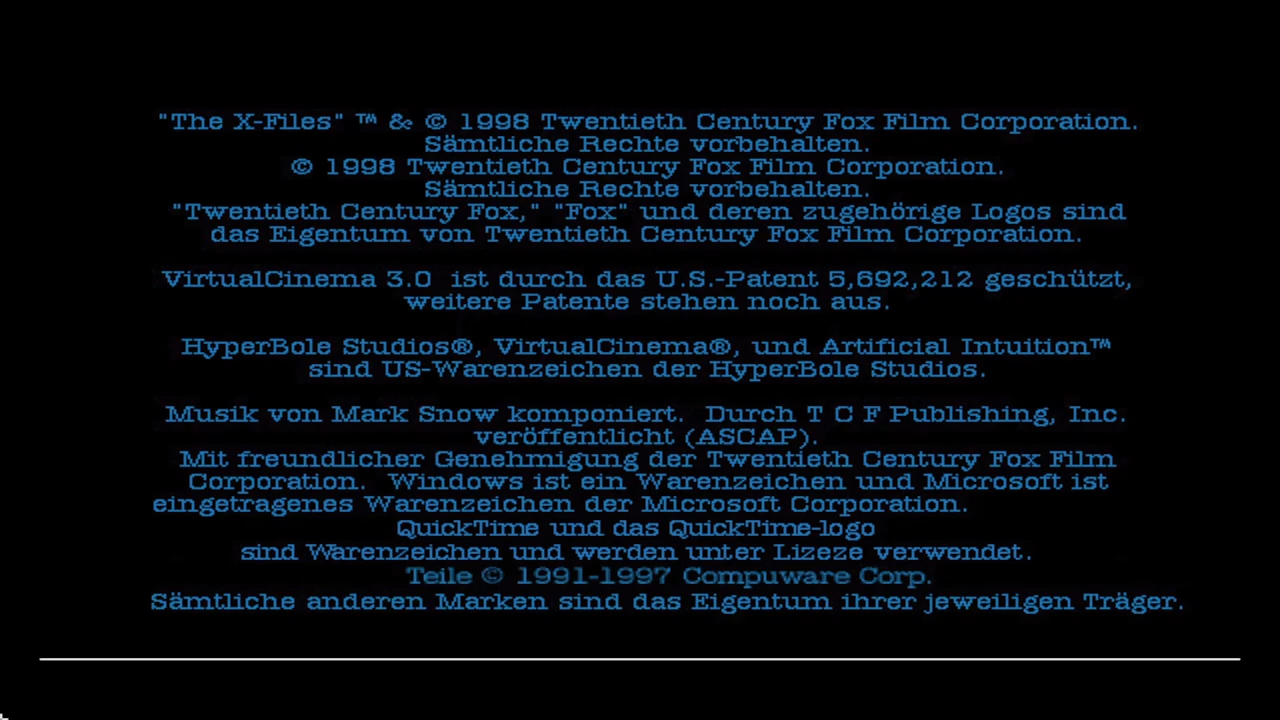 "The X-Files" ™ & © 1998 Twentieth Century Fox Film Corporation.
Sämtliche Rechte vorbehalten.
© 1998 Twentieth Century Fox Film Corporation.
Sämtliche Rechte vorbehalten.
"Twentieth Century Fox," "Fox" und deren zugehörige Logos sind
das Eigentum von Twentieth Century Fox Film Corporation.
VirtualCinema 3.0 ist durch das U.S.-Patent 5,692,212 geschützt,
weitere Patente stehen noch aus.
HyperBole Studios®, VirtualCinema®, und Artificial Intuition™
sind US-Warenzeichen der HyperBole Studios.
Musik von Mark Snow komponiert. Durch T C F Publishing, Inc.
veröffentlicht (ASCAP).
Mit freundlicher Genehmigung der Twentieth Century Fox Film
Corporation. Windows ist ein Warenzeichen und Microsoft ist
eingetragenes Warenzeichen der Microsoft Corporation.
QuickTime und das QuickTime-logo
sind Warenzeichen und werden unter Lizeze verwendet.
Teile © 1991-1997 Compuware Corp.
Sämtliche anderen Marken sind das Eigentum ihrer jeweiligen Träger.